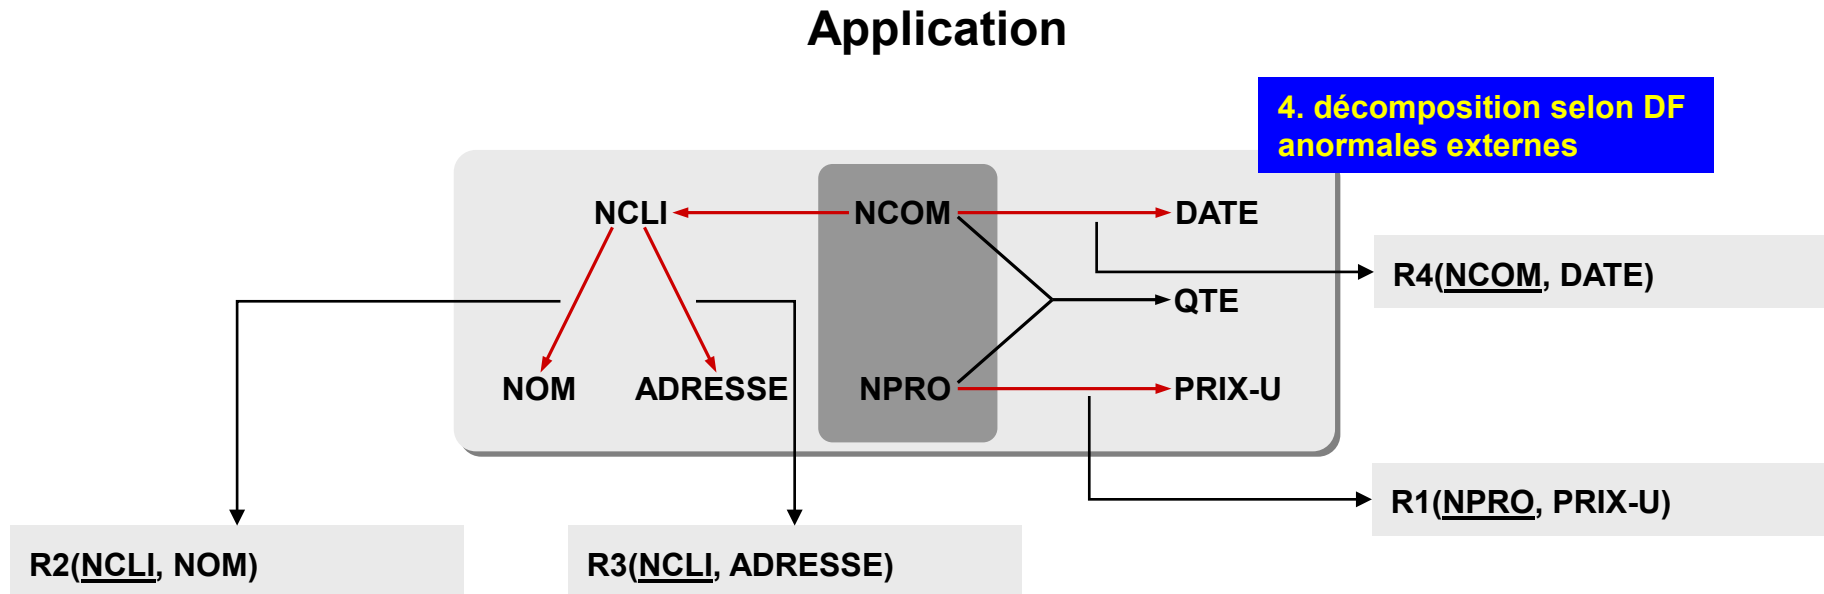 Application
4. décomposition selon DF
anormales externes
NCLI NCOM DATE
R4(NCOM, DATE)
QTE
NOM ADRESSE NPRO PRIX-U
R1(NPRO, PRIX-U)
R2(NCLI, NOM) R3(NCLI, ADRESSE)